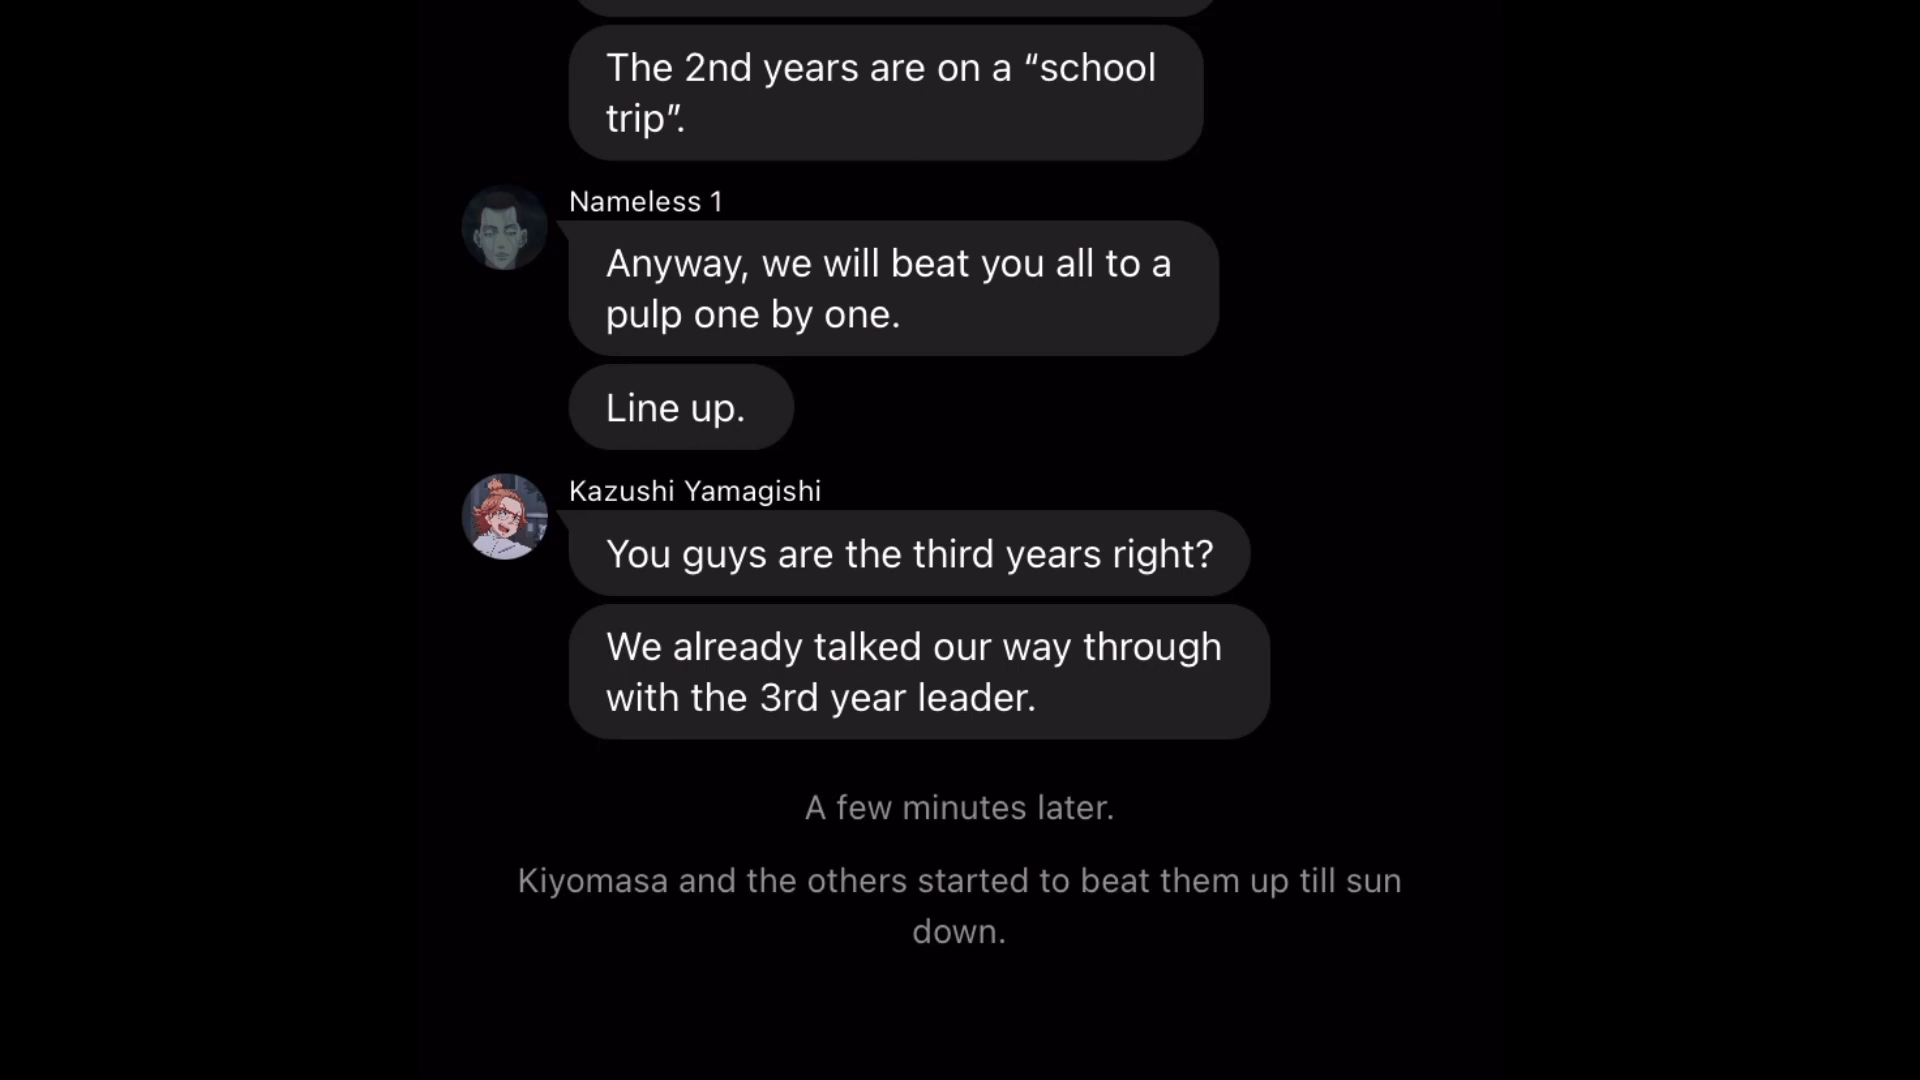 The 2nd years are on a “school
trip”.
Nameless 1
Anyway, we will beat you all to a
pulp one by one.
Line up.
Kazushi Yamagishi
You guys are the third years right?
We already talked our way through
with the 3rd year leader.
A few minutes later.
Kiyomasa and the others started to beat them up till sun
down.